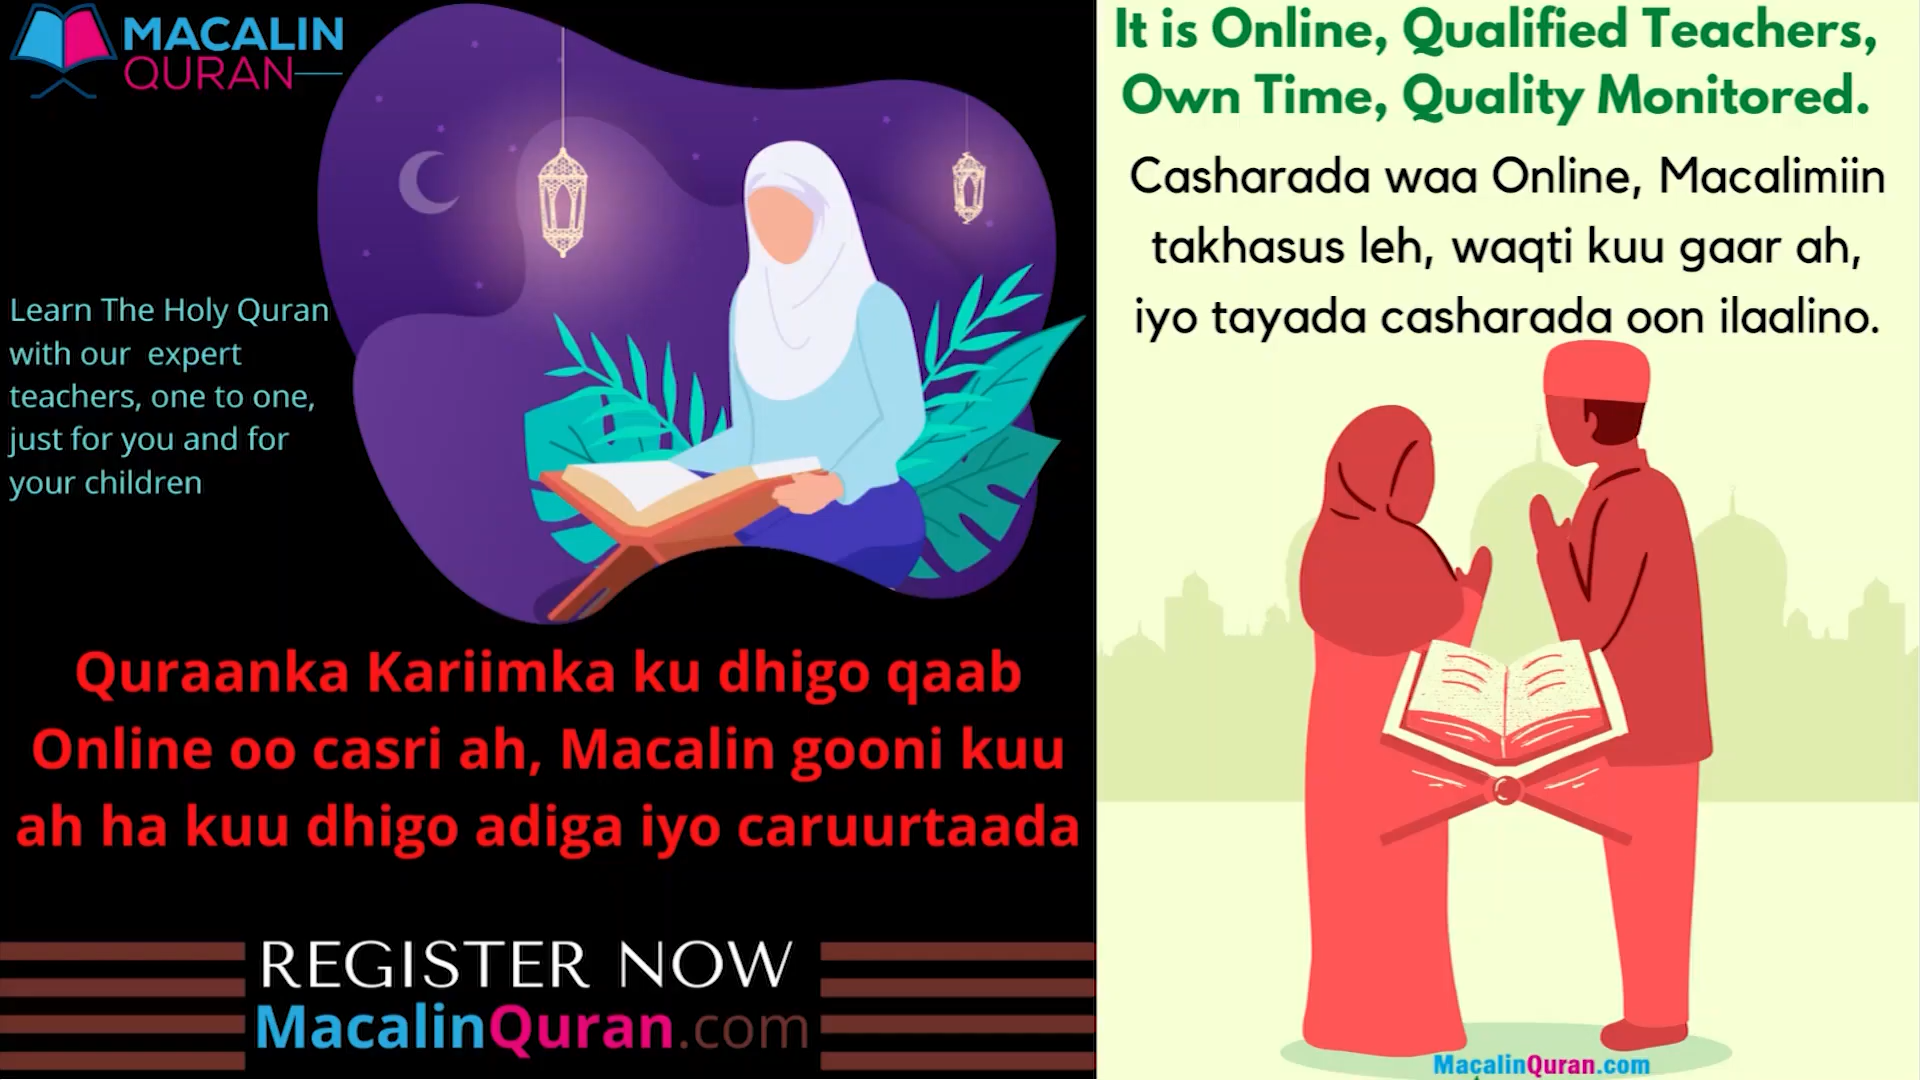 MACALIN
QURAN
Learn The Holy Quran
with our expert
teachers, one to one,
just for you and for
your children
Quraanka Kariimka ku dhigo qaab
Online oo casri ah, Macalin gooni kuu
ah ha kuu dhigo adiga iyo caruurtaada
REGISTER NOW
MacalinQuran.com
It is Online, Qualified Teachers,
Own Time, Quality Monitored.
Casharada waa Online, Macalimiin
takhasus leh, waqti kuu gaar ah,
iyo tayada casharada oon ilaalino.
MacalinQuran.com